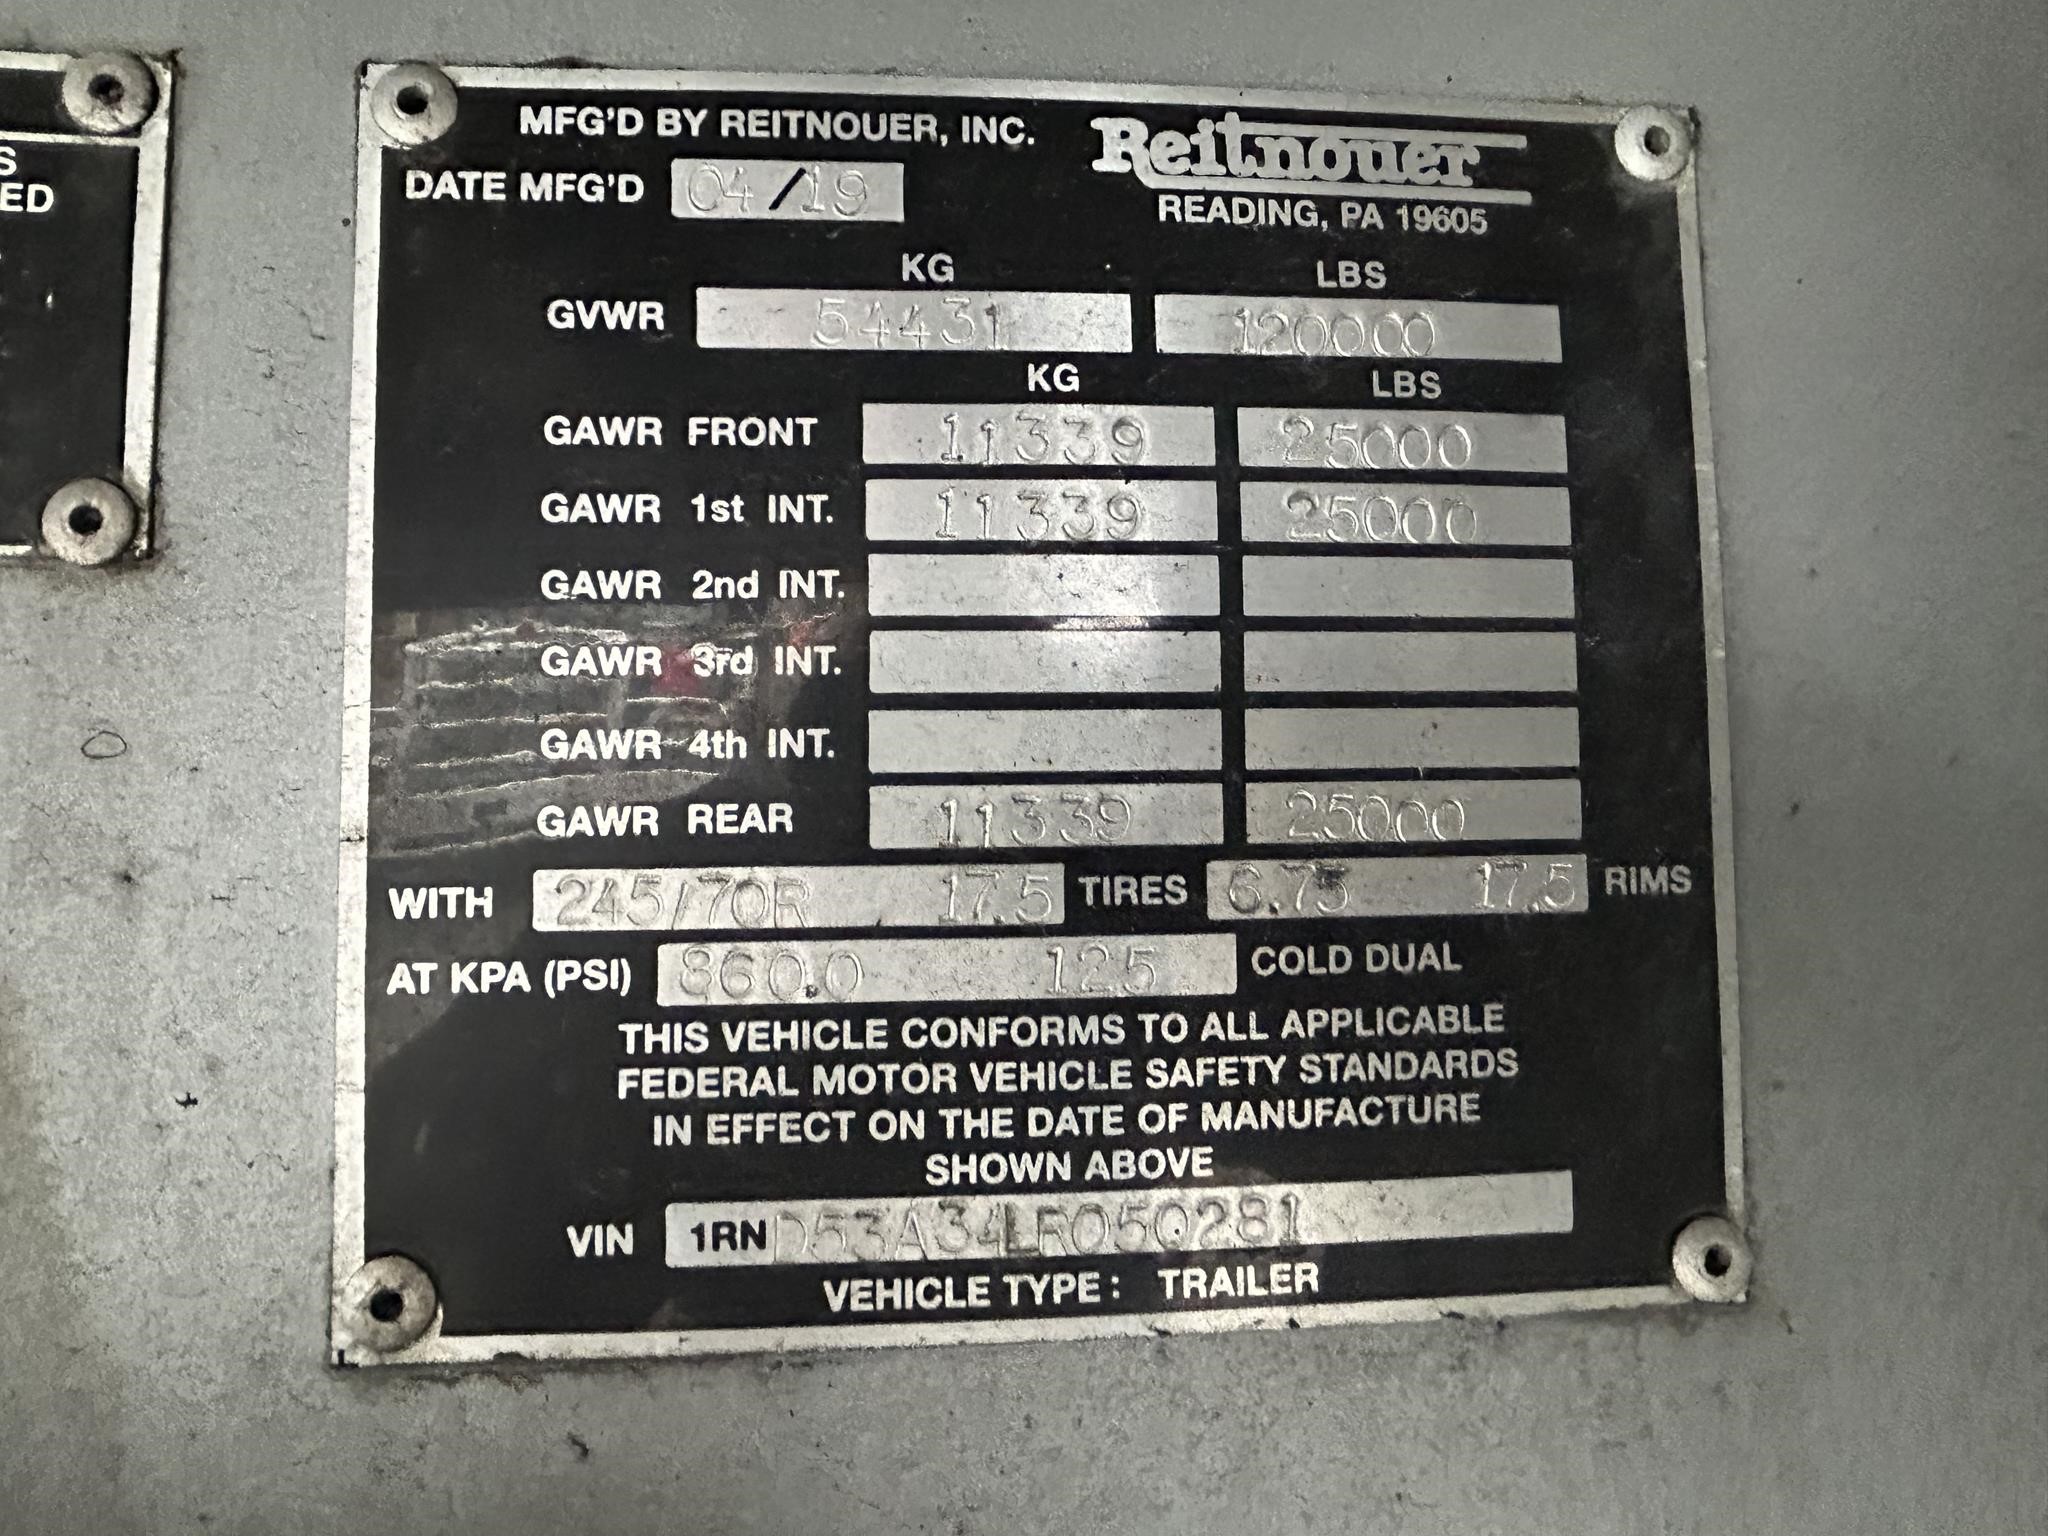 S
ED
MFG'D BY REITNOUER, INC.
Reitnouer
DATE MFG'D 04/19
READING, PA 19605
KG LBS
GVWR 54431 120000
KG LBS
GAWR FRONT 11339 25000
GAWR 1st INT. 11339 25000
GAWR 2nd INT.
GAWR 3rd INT.
GAWR 4th INT.
GAWR REAR 11339 25000
WITH 245/70R 17.5 TIRES 6.75 17.5 RIMS
AT KPA (PSI) 860.0 125 COLD DUAL
THIS VEHICLE CONFORMS TO ALL APPLICABLE
FEDERAL MOTOR VEHICLE SAFETY STANDARDS
IN EFFECT ON THE DATE OF MANUFACTURE
SHOWN ABOVE
VIN 1RND53A34LR050281
VEHICLE TYPE: TRAILER